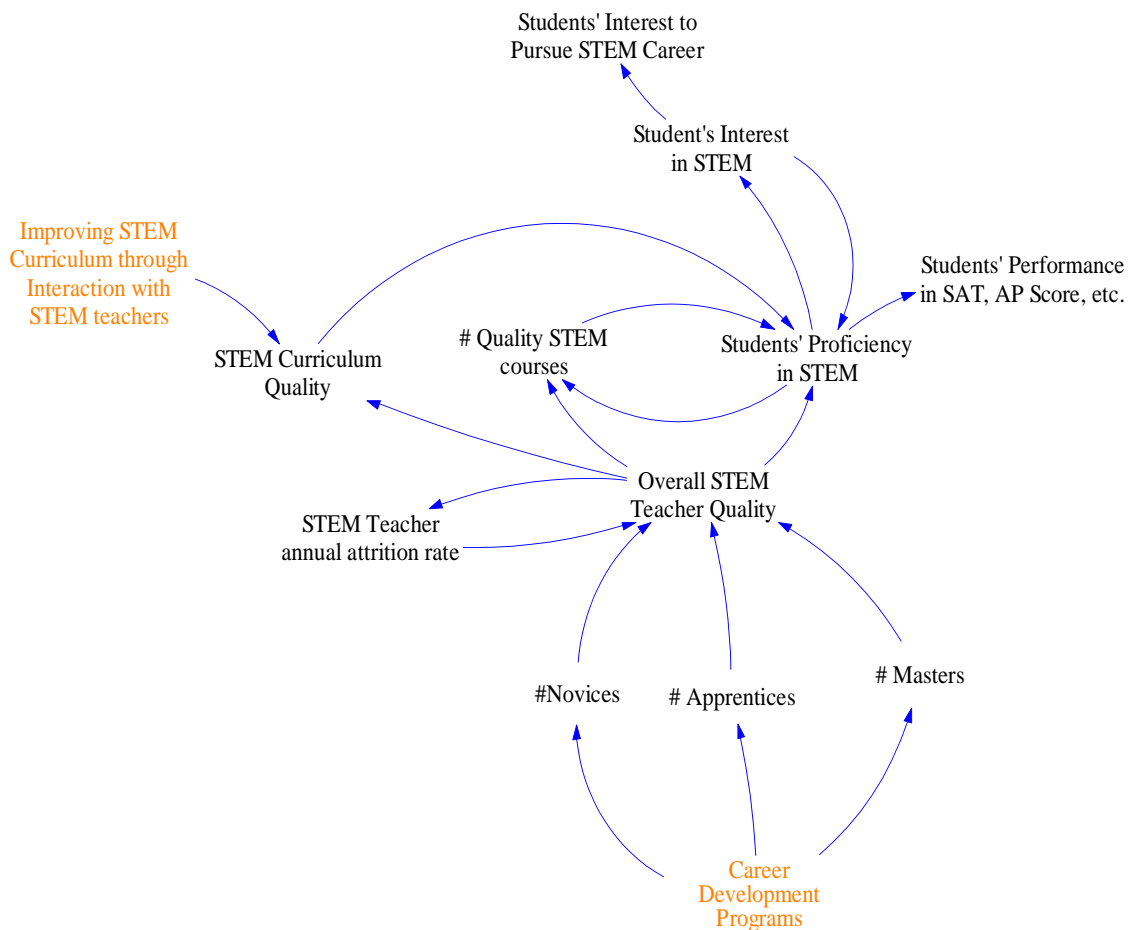 Students' Interest to
Pursue STEM Career
Student's Interest
in STEM
Improving STEM
Curriculum through
Interaction with
STEM teachers
Students' Performance
in SAT, AP Score, etc.
STEM Curriculum
Quality
# Quality STEM
courses
Students' Proficiency
in STEM
Overall STEM
Teacher Quality
STEM Teacher
annual attrition rate
#Novices
# Apprentices
# Masters
Career
Development
Programs